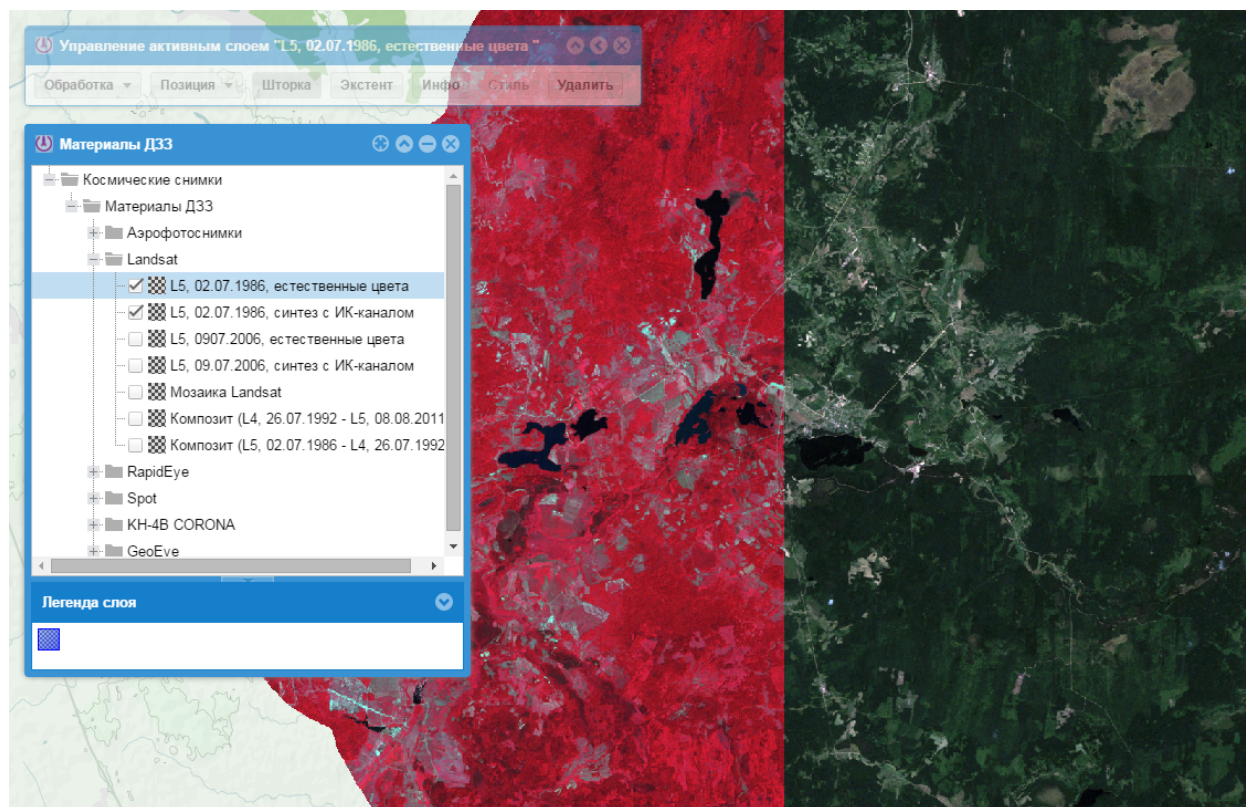 Управление активным слоем "L5, 02.07.1986, естественные цвета "
Обработка Позиция Шторка Экстент Инфо Стиль Удалить
Материалы ДЗЗ
Космические снимки
Материалы ДЗЗ
Аэрофотоснимки
Landsat
L5, 02.07.1986, естественные цвета
L5, 02.07.1986, синтез с ИК-каналом
L5, 0907.2006, естественные цвета
L5, 09.07.2006, синтез с ИК-каналом
Мозаика Landsat
Композит (L4, 26.07.1992 - L5, 08.08.2011
Композит (L5, 02.07.1986 - L4, 26.07.1992
RapidEye
Spot
KH-4B CORONA
GeoEye
Легенда слоя